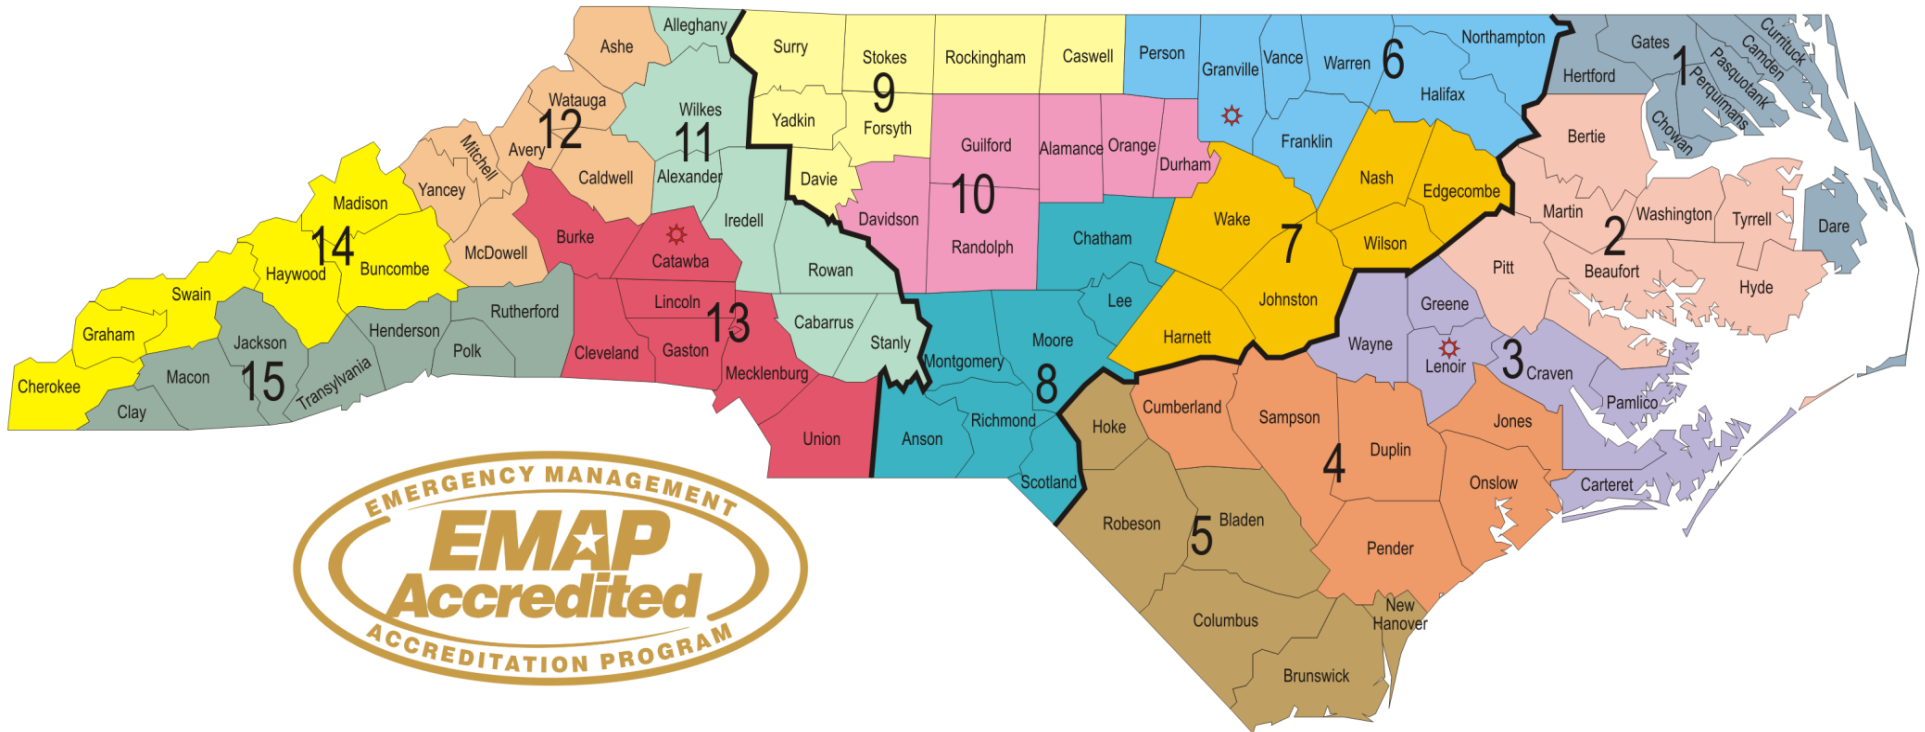 Alleghany
Ashe
Surry
Stokes
Rockingham
Caswell
Person
Granville
Vance
Warren
6
Northampton
Halifax
Hertford
Gates
1
Currituck
Camden
Pasquotank
Perquimans
Chowan
Watauga
12
Wilkes
11
Yadkin
9
Forsyth
Mitchell
Avery
Caldwell
Alexander
Iredell
Davie
Guilford
Alamance
Orange
Durham
Franklin
Nash
Edgecombe
Bertie
Madison
Yancey
McDowell
Burke
Catawba
Rowan
Davidson
10
Randolph
Chatham
Wake
7
Wilson
Martin
2
Washington
Tyrrell
Dare
14
Haywood
Buncombe
Swain
Graham
Cherokee
Jackson
Macon
15
Clay
Transylvania
Henderson
Polk
Rutherford
Cleveland
Lincoln
13
Gaston
Mecklenburg
Cabarrus
Stanly
Union
Montgomery
Moore
Lee
8
Anson
Richmond
Scotland
Harnett
Johnston
Pitt
Beaufort
Hyde
Greene
Wayne
Lenoir
3
Craven
Pamlico
Carteret
Hoke
Cumberland
Sampson
4
Duplin
Jones
Onslow
Pender
Robeson
5
Bladen
Columbus
New
Hanover
Brunswick
EMERGENCY MANAGEMENT
EMAP
Accredited
ACCREDITATION PROGRAM